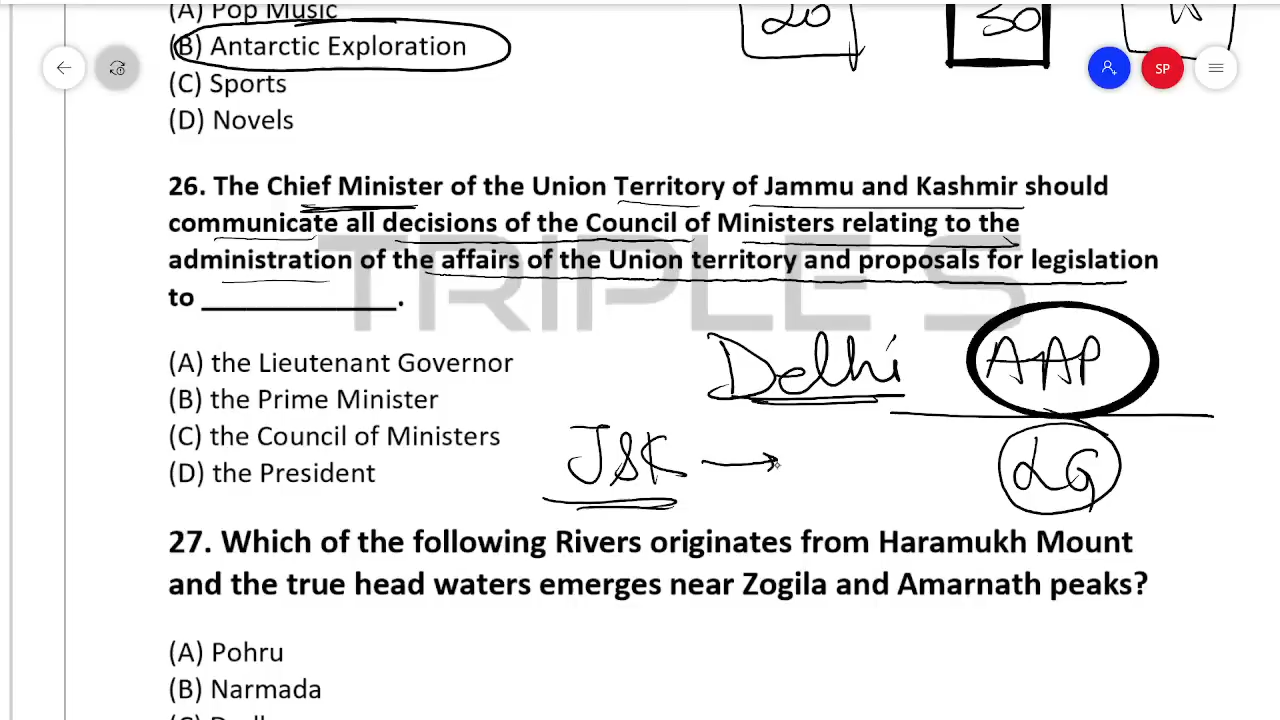 (A) Pop Music
(B) Antarctic Exploration
(C) Sports
(D) Novels
20
30
SP
26. The Chief Minister of the Union Territory of Jammu and Kashmir should
communicate all decisions of the Council of Ministers relating to the
administration of the affairs of the Union territory and proposals for legislation
to ______________.
TRIPLE S
(A) the Lieutenant Governor
(B) the Prime Minister
(C) the Council of Ministers
(D) the President
Delhi
AAP
J&K →
LG
27. Which of the following Rivers originates from Haramukh Mount
and the true head waters emerges near Zogila and Amarnath peaks?
(A) Pohru
(B) Narmada